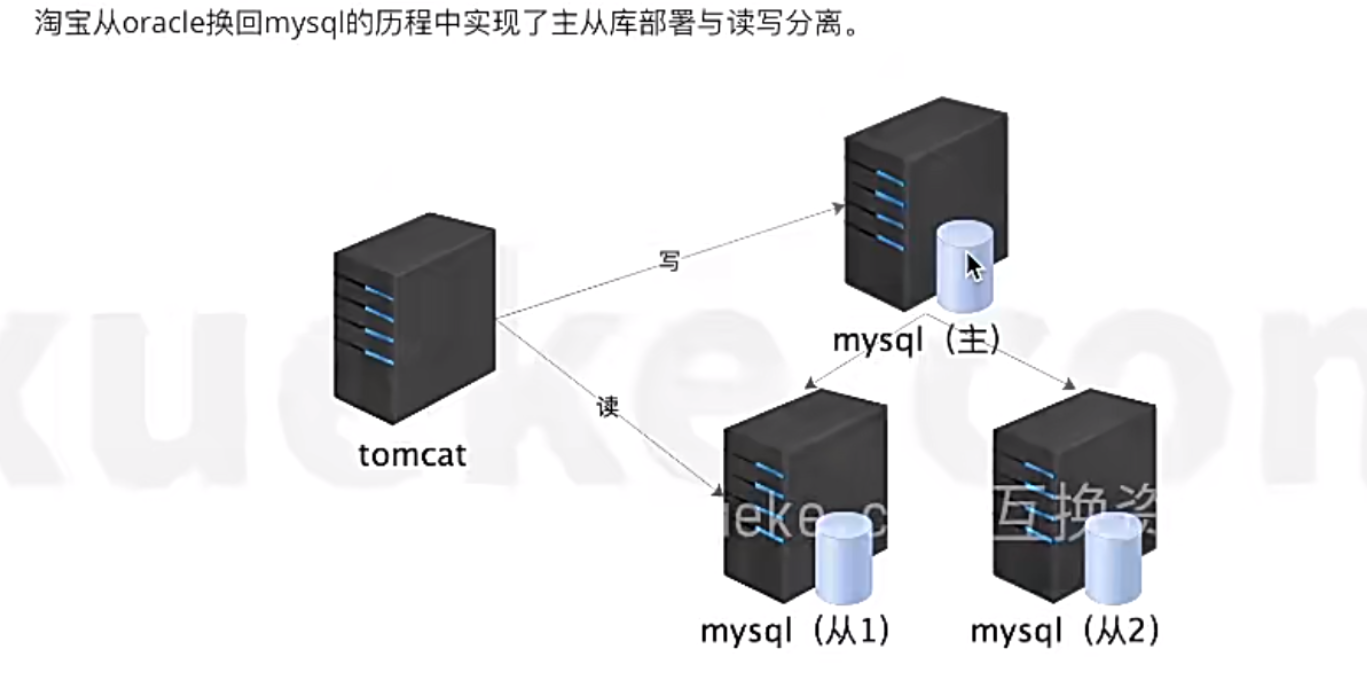 淘宝从oracle换回mysql的历程中实现了主从库部署与读写分离。
写
mysql（主）
读
tomcat
mysql（从1）
mysql（从2）
xueke.com
ueke.c 互换资